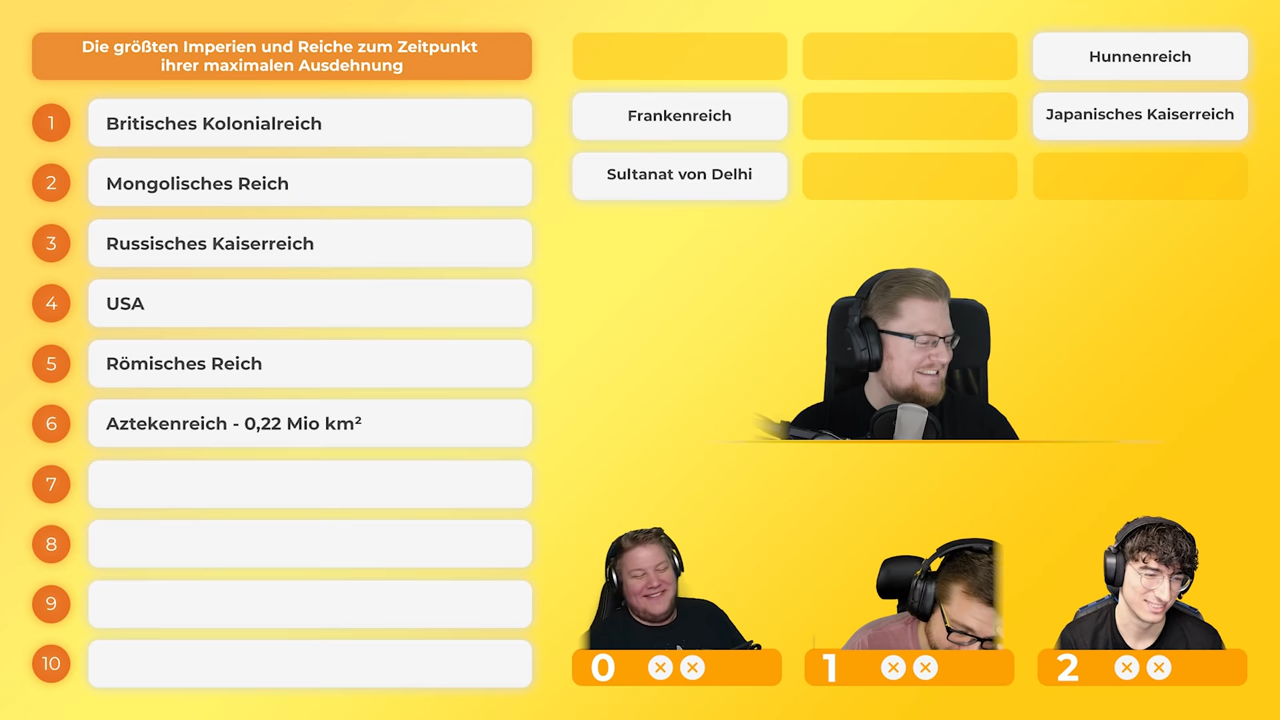 Die größten Imperien und Reiche zum Zeitpunkt
ihrer maximalen Ausdehnung
1 Britisches Kolonialreich
2 Mongolisches Reich
3 Russisches Kaiserreich
4 USA
5 Römisches Reich
6 Aztekenreich - 0,22 Mio km²
7
8
9
10
Hunnenreich
Frankenreich
Japanisches Kaiserreich
Sultanat von Delhi
0
1
2